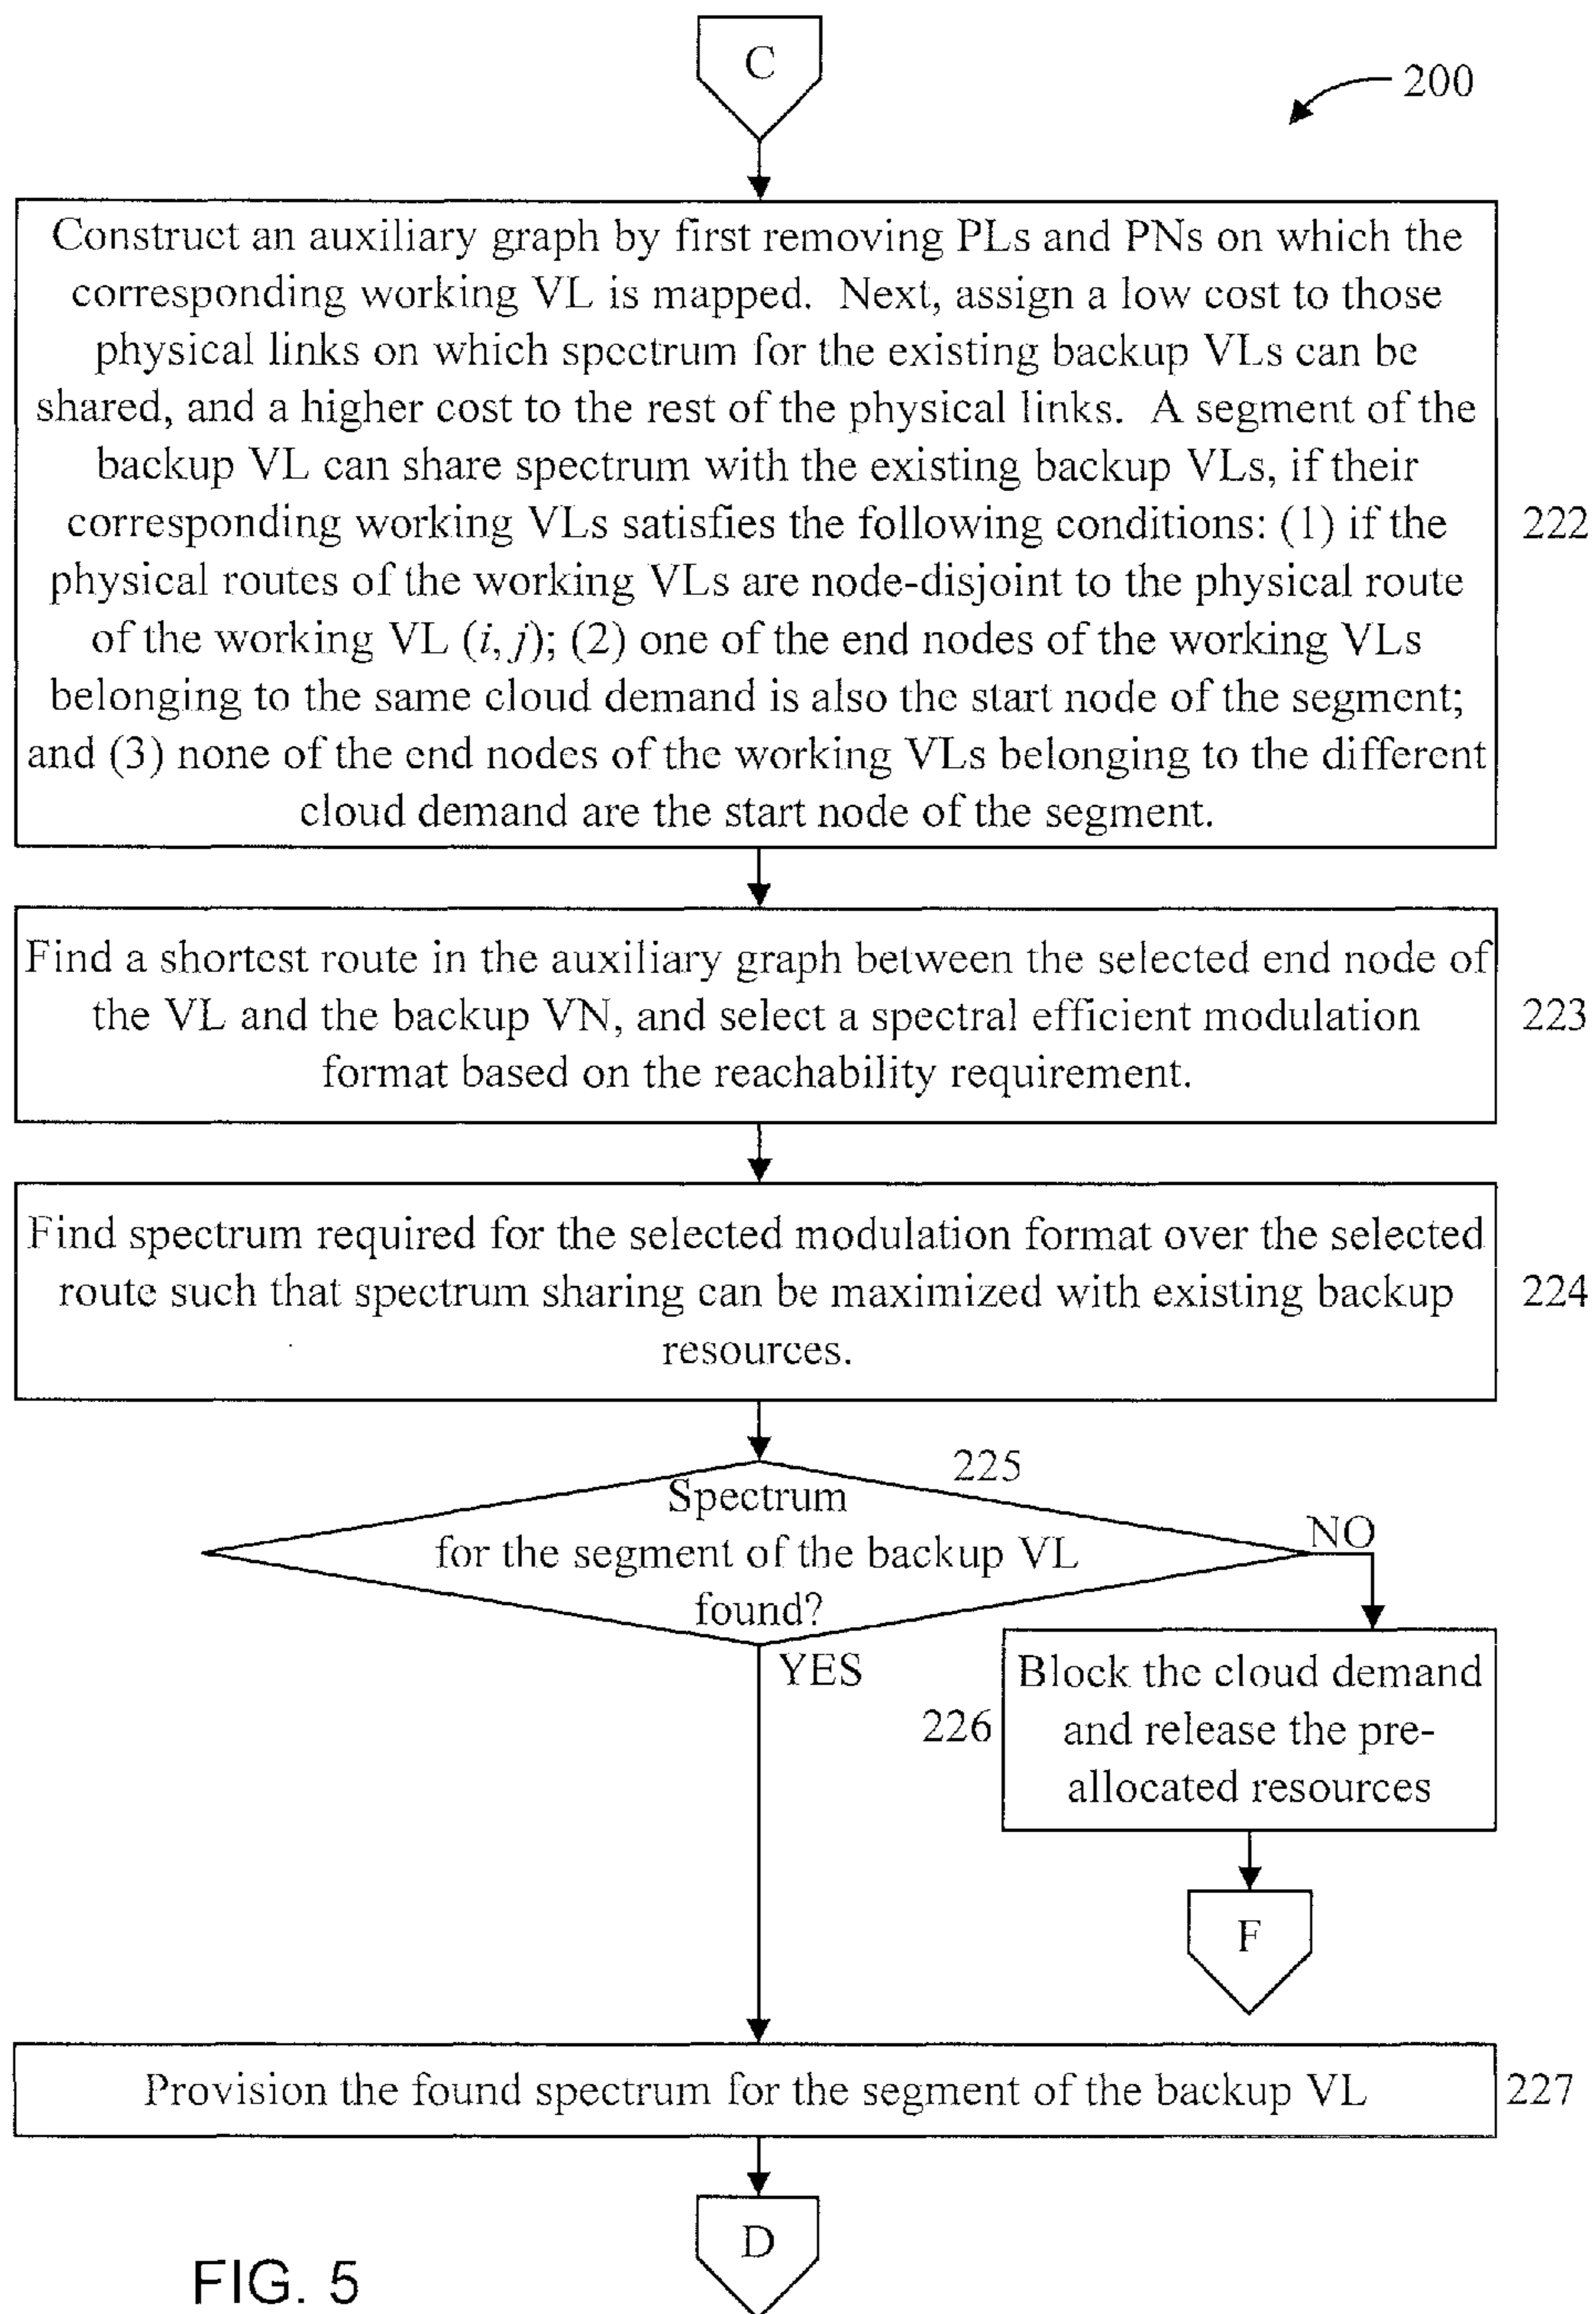 C
200
Construct an auxiliary graph by first removing PLs and PNs on which the
corresponding working VL is mapped. Next, assign a low cost to those
physical links on which spectrum for the existing backup VLs can be
shared, and a higher cost to the rest of the physical links. A segment of the
backup VL can share spectrum with the existing backup VLs, if their
corresponding working VLs satisfies the following conditions: (1) if the
physical routes of the working VLs are node-disjoint to the physical route
of the working VL (i, j); (2) one of the end nodes of the working VLs
belonging to the same cloud demand is also the start node of the segment;
and (3) none of the end nodes of the working VLs belonging to the different
cloud demand are the start node of the segment.
222
Find a shortest route in the auxiliary graph between the selected end node of
the VL and the backup VN, and select a spectral efficient modulation
format based on the reachability requirement.
223
Find spectrum required for the selected modulation format over the selected
route such that spectrum sharing can be maximized with existing backup
resources.
224
225
Spectrum
for the segment of the backup VL
found?
NO
YES
Block the cloud demand
and release the pre-
allocated resources
226
F
Provision the found spectrum for the segment of the backup VL
227
D
FIG. 5